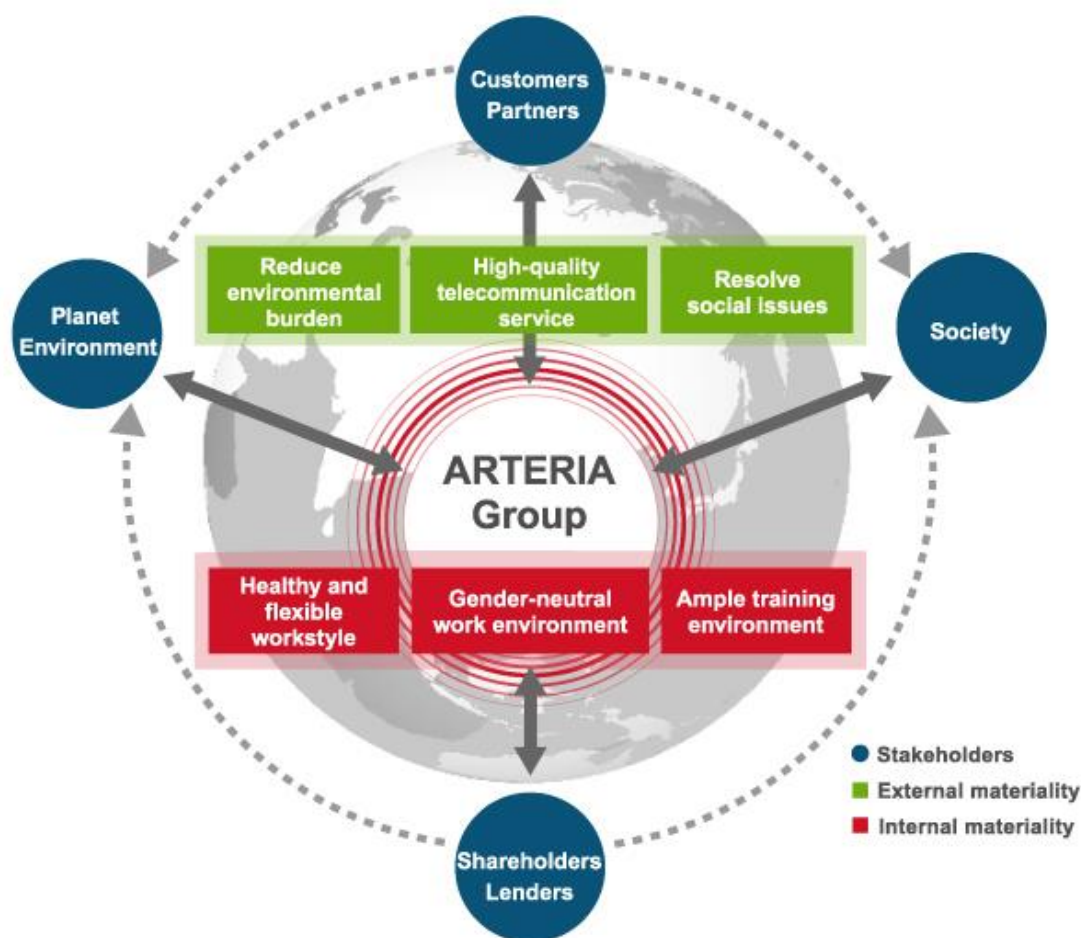 Customers
Partners
Reduce
environmental
burden
High-quality
telecommunication
service
Resolve
social issues
Planet
Environment
Society
ARTERIA
Group
Healthy and
flexible
workstyle
Gender-neutral
work environment
Ample training
environment
Stakeholders
External materiality
Internal materiality
Shareholders
Lenders